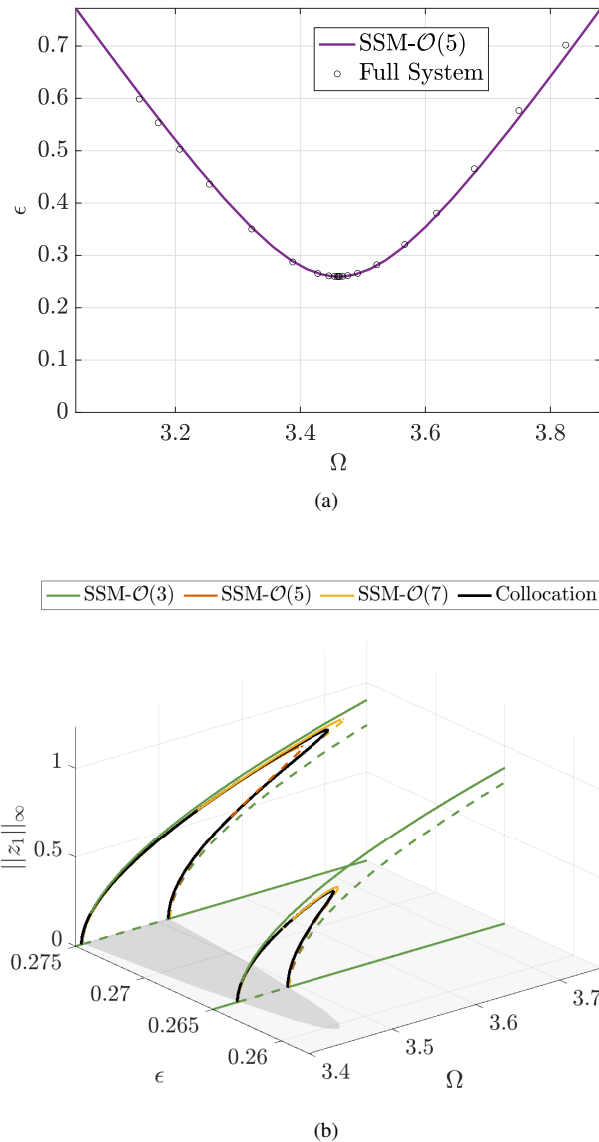 SSM-𝒪(5)
Full System
0.7
0.6
0.5
0.4
0.3
0.2
0.1
0
ϵ
3.2 3.4 3.6 3.8
Ω
(a)
SSM-𝒪(3) SSM-𝒪(5) SSM-𝒪(7) Collocation
1
0.5
0
||z₁||∞
0.275
0.27
0.265
0.26
ϵ
3.4
3.5
3.6
3.7
Ω
(b)